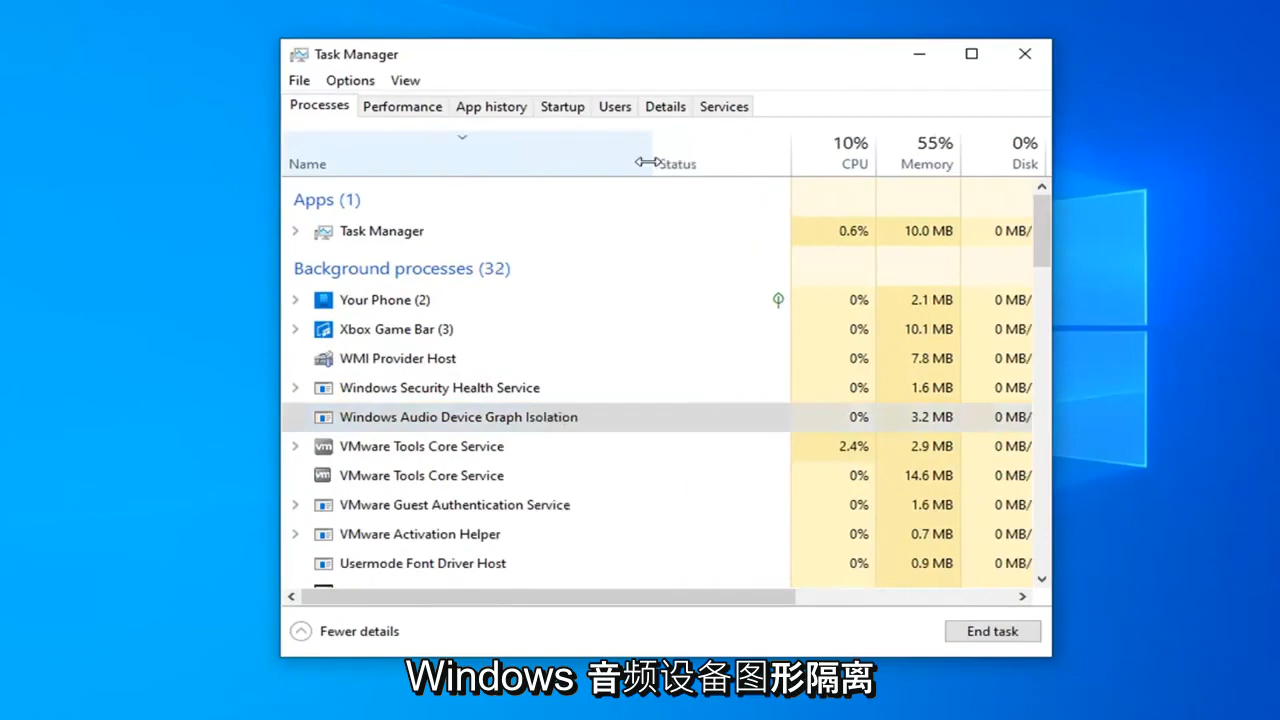 Task Manager
File Options View
Processes Performance App history Startup Users Details Services
10% 55% 0%
Name Status CPU Memory Disk
Apps (1)
Task Manager 0.6% 10.0 MB 0 MB/
Background processes (32)
Your Phone (2) 0% 2.1 MB 0 MB/
Xbox Game Bar (3) 0% 10.1 MB 0 MB/
WMI Provider Host 0% 7.8 MB 0 MB/
Windows Security Health Service 0% 1.6 MB 0 MB/
Windows Audio Device Graph Isolation 0% 3.2 MB 0 MB/
vm VMware Tools Core Service 2.4% 2.9 MB 0 MB/
vm VMware Tools Core Service 0% 14.6 MB 0 MB/
VMware Guest Authentication Service 0% 1.6 MB 0 MB/
VMware Activation Helper 0% 0.7 MB 0 MB/
Usermode Font Driver Host 0% 0.9 MB 0 MB/
Fewer details End task
Windows 音频设备图形隔离